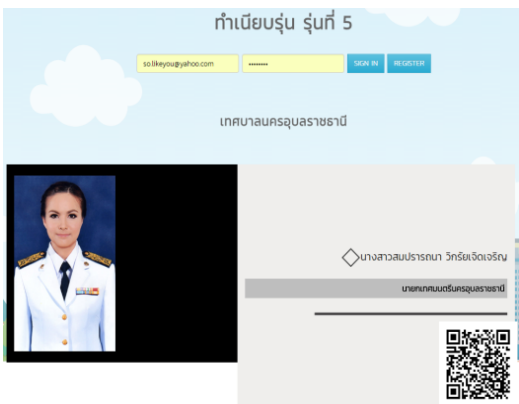 ทำเนียบรุ่น รุ่นที่ 5
so.likeyou@yahoo.com •••••••• SIGN IN REGISTER
เทศบาลนครอุบลราชธานี
นางสาวสมปรารถนา วิกรัยเจิดเจริญ
นายกเทศมนตรีนครอุบลราชธานี